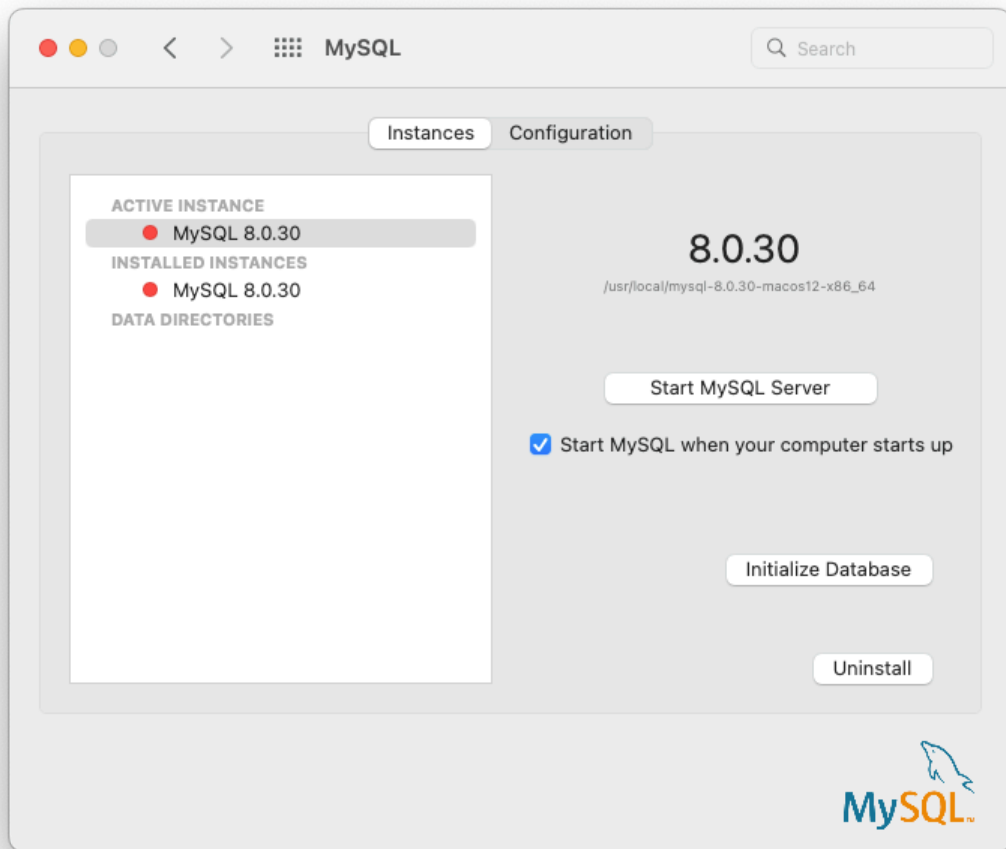 MySQL
Search
Instances
Configuration
ACTIVE INSTANCE
MySQL 8.0.30
INSTALLED INSTANCES
MySQL 8.0.30
DATA DIRECTORIES
8.0.30
/usr/local/mysql-8.0.30-macos12-x86_64
Start MySQL Server
Start MySQL when your computer starts up
Initialize Database
Uninstall
MySQL™